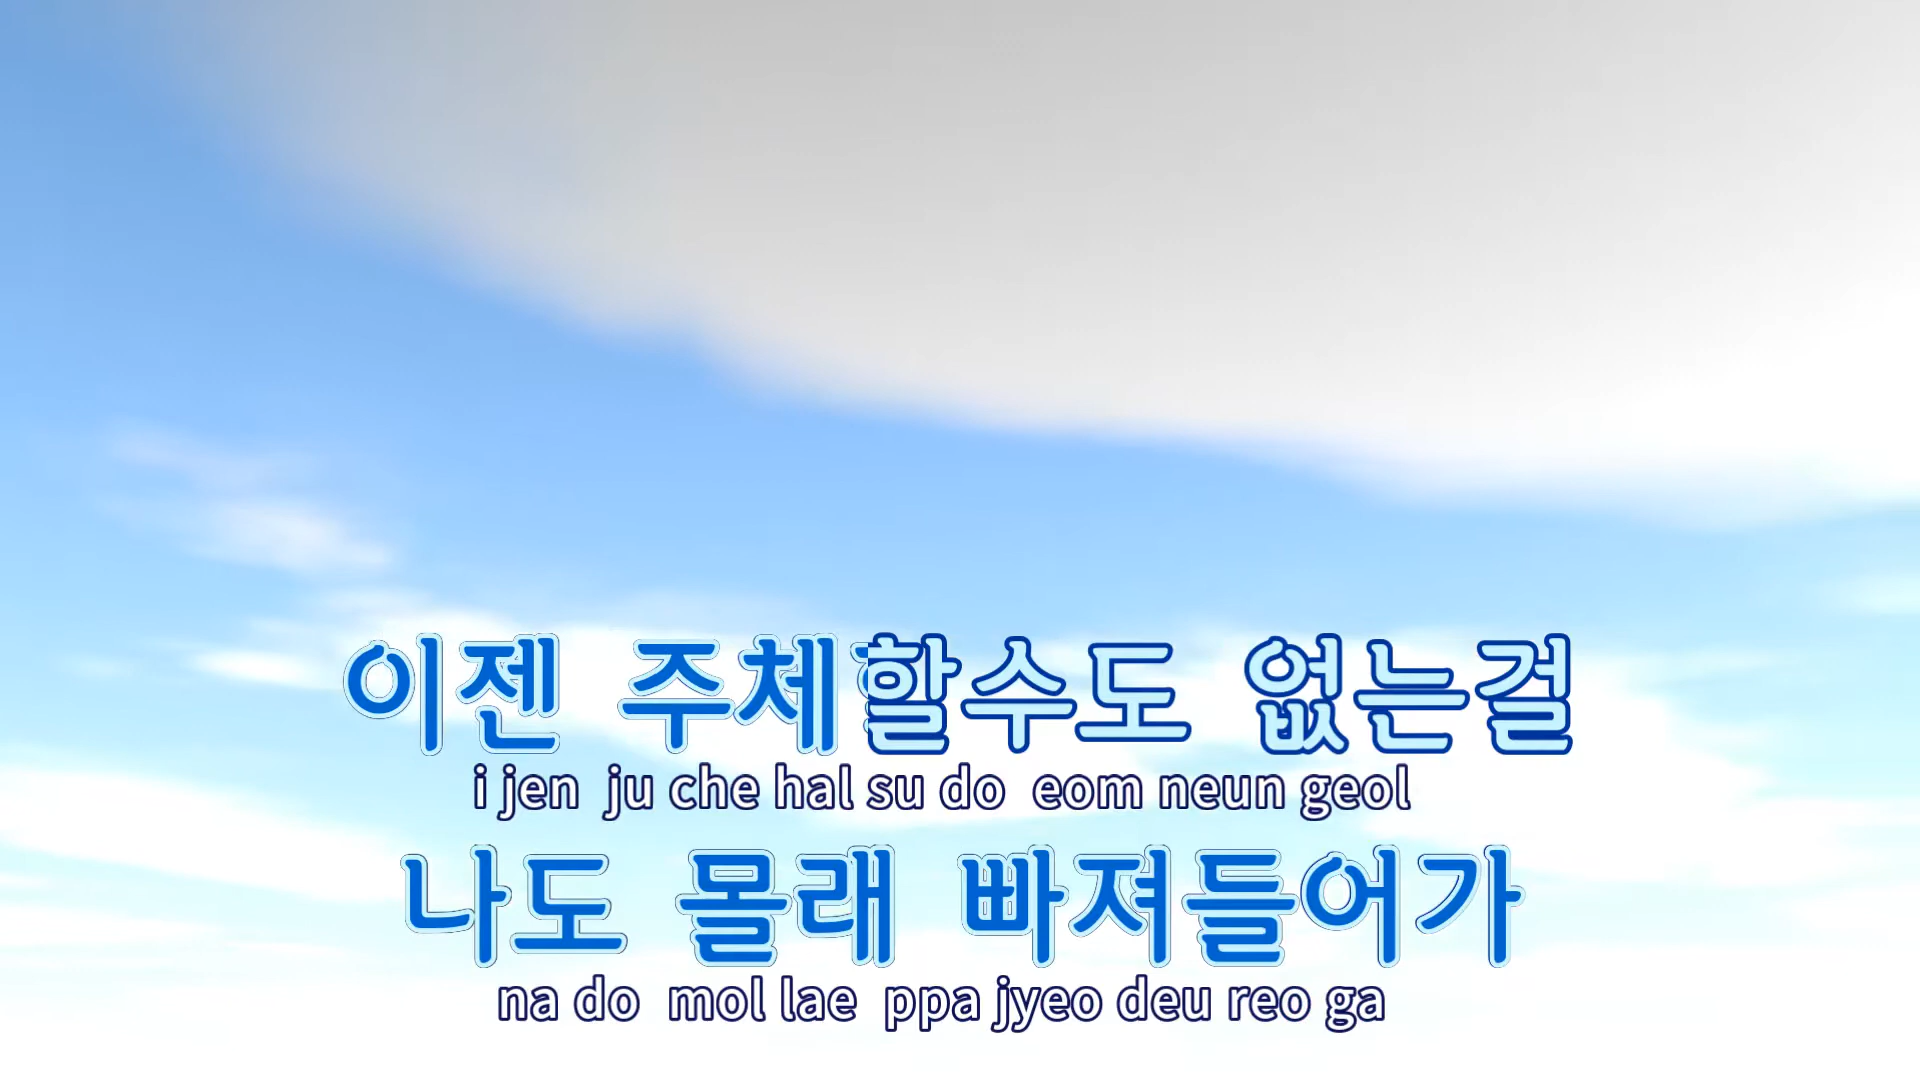 이젠 주체할수도 없는걸
i jen ju che hal su do eom neun geol
나도 몰래 빠져들어가
na do mol lae ppa jyeo deu reo ga